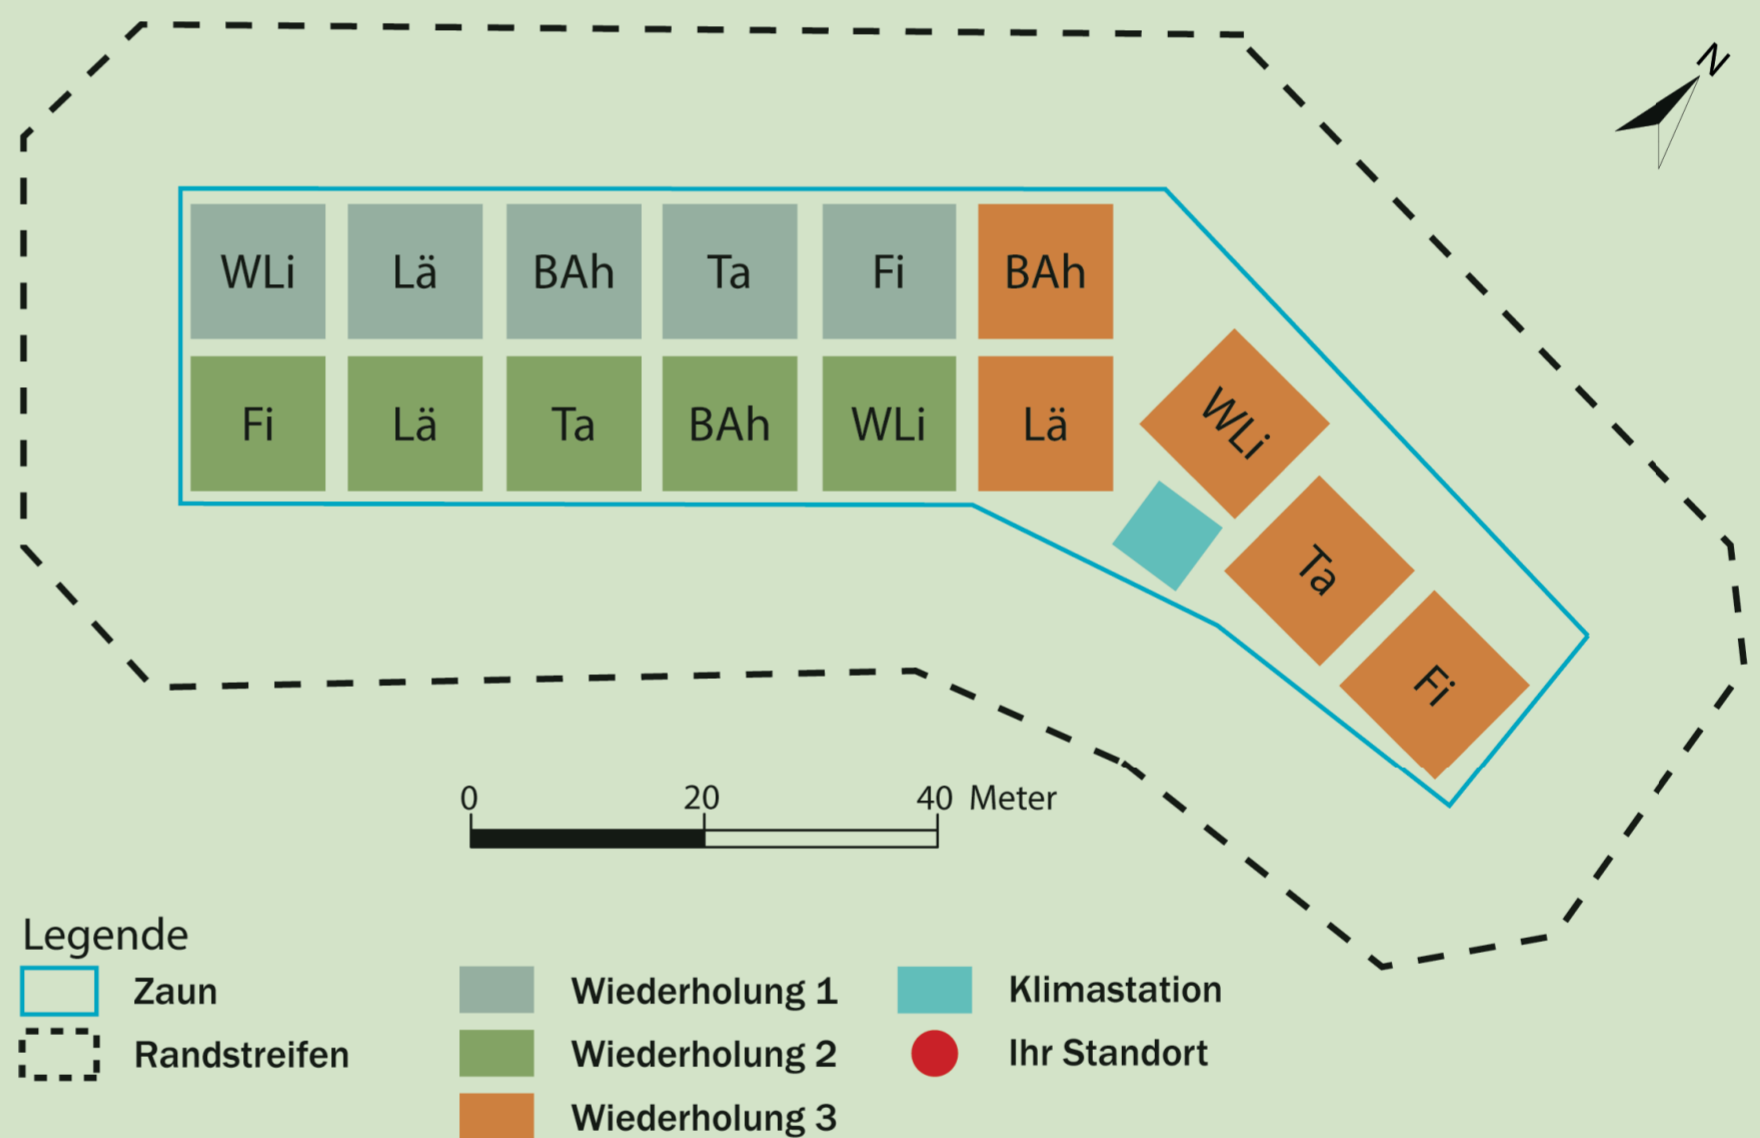 N
WLi Lä BAh Ta Fi BAh
Fi Lä Ta BAh WLi Lä
WLi
Ta
Fi
0 20 40 Meter
Legende
Zaun Wiederholung 1 Klimastation
Randstreifen Wiederholung 2 Ihr Standort
Wiederholung 3